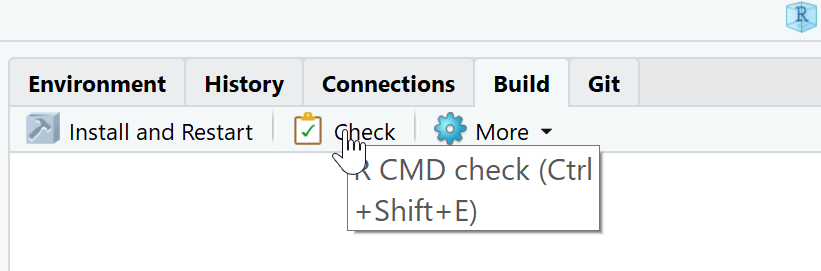 R
Environment History Connections Build Git
Install and Restart Check More
R CMD check (Ctrl
+Shift+E)